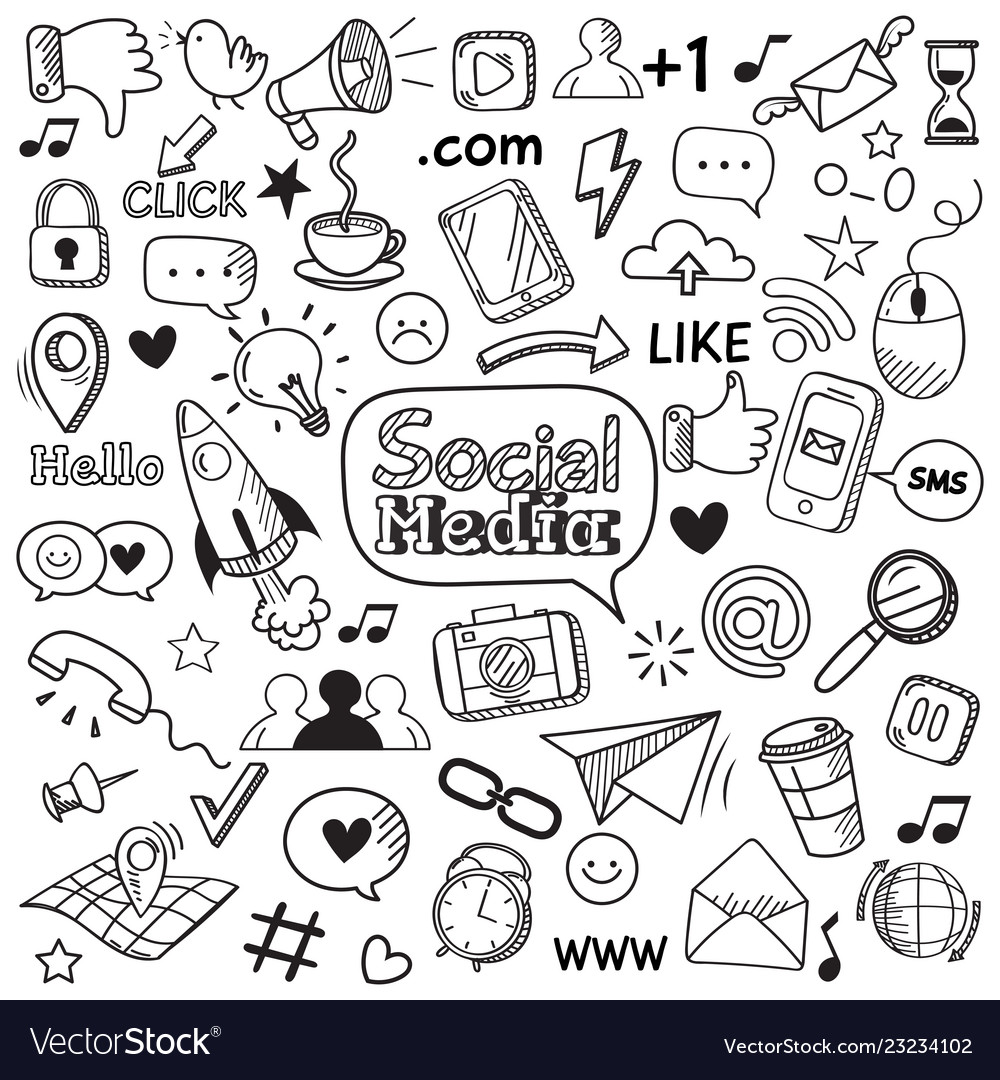 +1
.com
CLICK
LIKE
Social
Media
Hello
SMS
@
#
www
VectorStock®
VectorStock.com/23234102